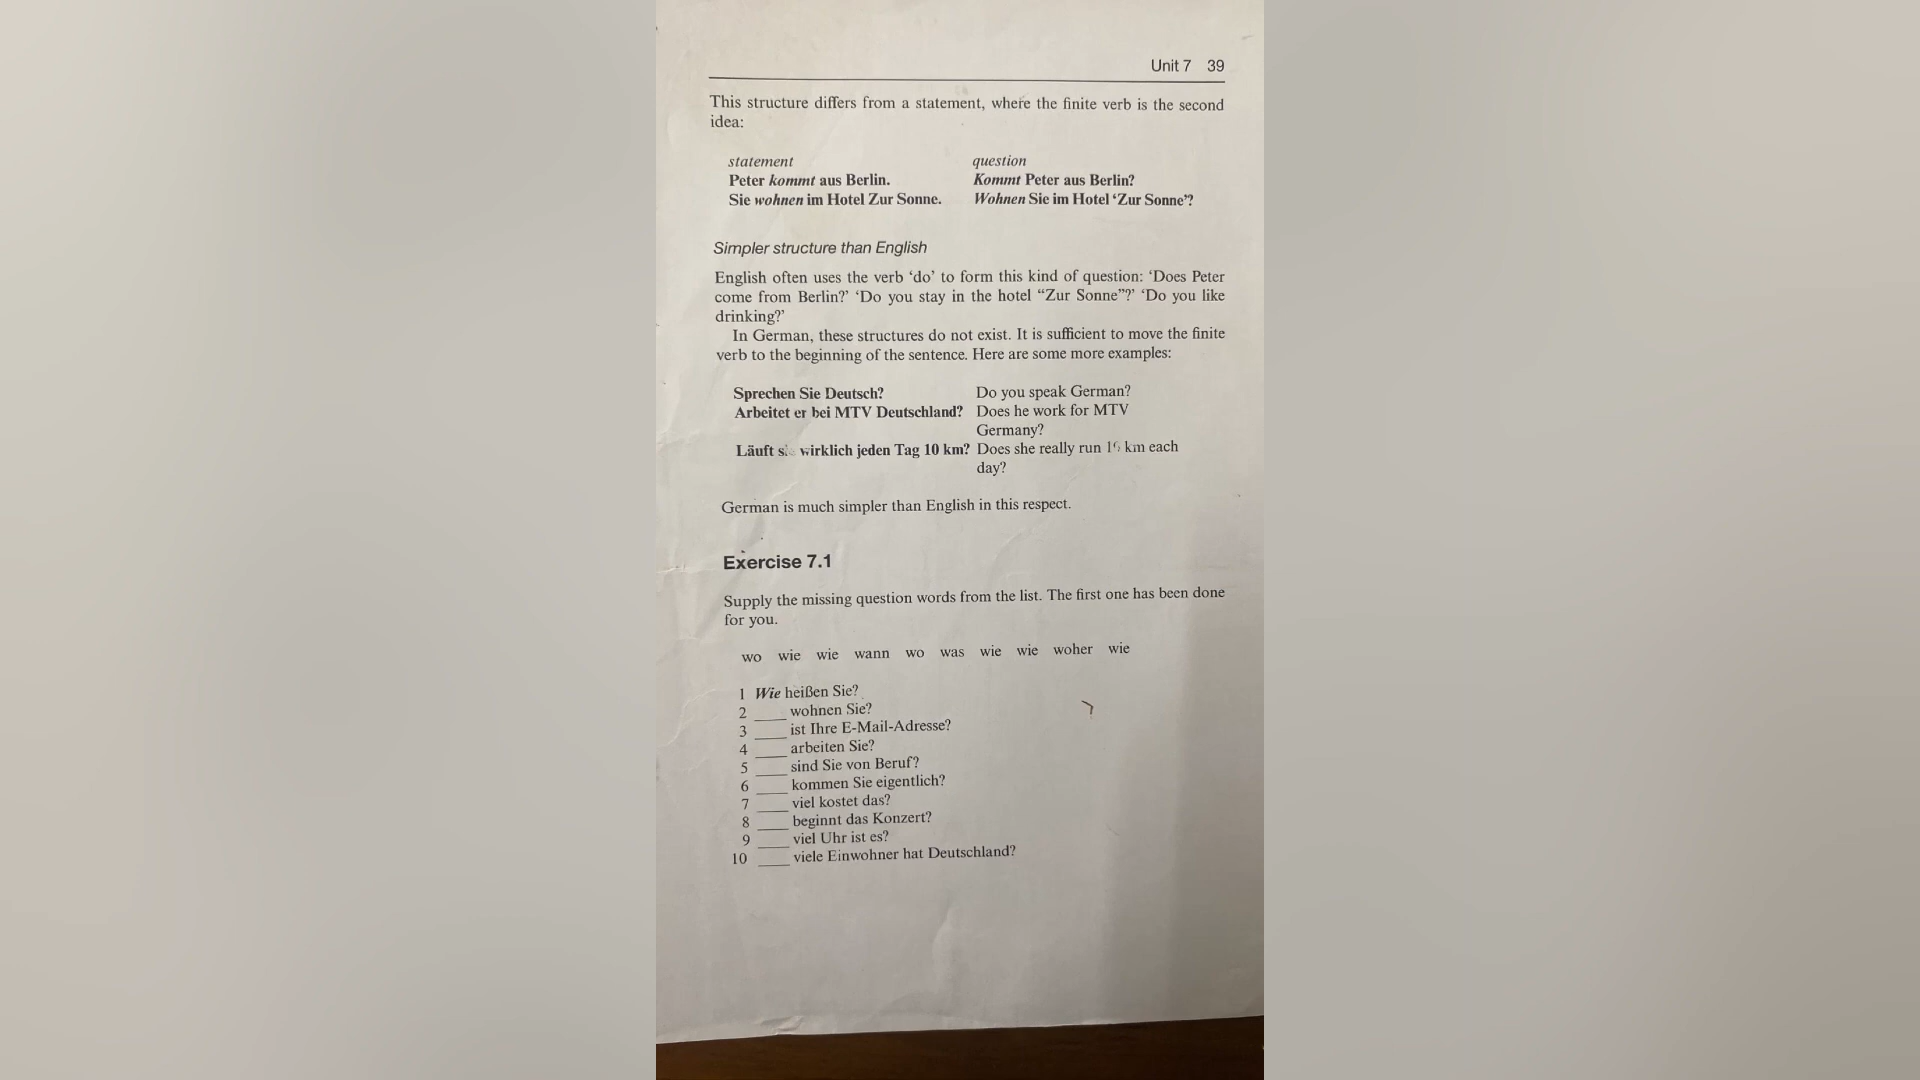 Unit 7 39
This structure differs from a statement, where the finite verb is the second
idea:
statement question
Peter kommt aus Berlin. Kommt Peter aus Berlin?
Sie wohnen im Hotel Zur Sonne. Wohnen Sie im Hotel ‘Zur Sonne’?
Simpler structure than English
English often uses the verb ‘do’ to form this kind of question: ‘Does Peter
come from Berlin?’ ‘Do you stay in the hotel “Zur Sonne”?’ ‘Do you like
drinking?’
In German, these structures do not exist. It is sufficient to move the finite
verb to the beginning of the sentence. Here are some more examples:
Sprechen Sie Deutsch? Do you speak German?
Arbeitet er bei MTV Deutschland? Does he work for MTV
Germany?
Läuft wirklich jeden Tag 10 km? Does she really run km each
day?
German is much simpler than English in this respect.
Exercise 7.1
Supply the missing question words from the list. The first one has been done
for you.
wo wie wie wann wo was wie wie woher wie
1 Wie heißen Sie?
2 ____ wohnen Sie?
3 ____ ist Ihre E-Mail-Adresse?
4 ____ arbeiten Sie?
5 ____ sind Sie von Beruf?
6 ____ kommen Sie eigentlich?
7 ____ viel kostet das?
8 ____ beginnt das Konzert?
9 ____ viel Uhr ist es?
10 ____ viele Einwohner hat Deutschland?